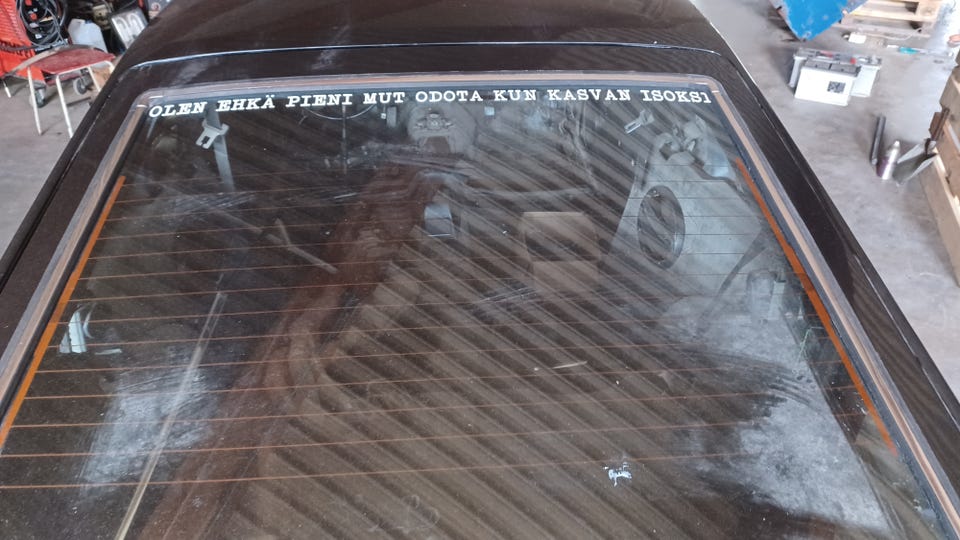 OLEN EHKÄ PIENI MUT ODOTA KUN KASVAN ISOKSI